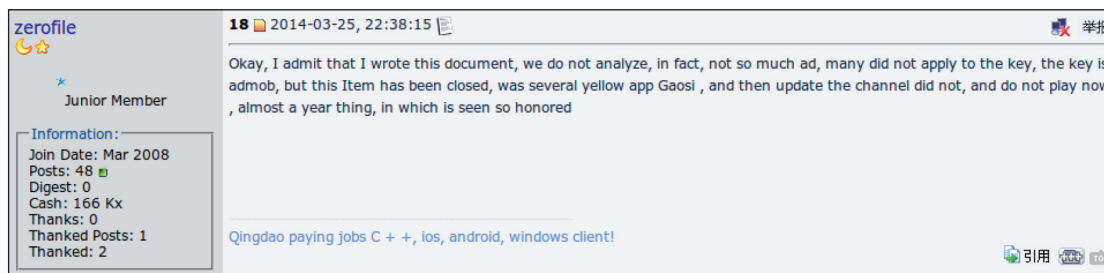 zerofile
18 2014-03-25, 22:38:15
举报
Okay, I admit that I wrote this document, we do not analyze, in fact, not so much ad, many did not apply to the key, the key is
admob, but this Item has been closed, was several yellow app Gaosi , and then update the channel did not, and do not play now
, almost a year thing, in which is seen so honored
Junior Member
Information:
Join Date: Mar 2008
Posts: 48
Digest: 0
Cash: 166 Kx
Thanks: 0
Thanked Posts: 1
Thanked: 2
Qingdao paying jobs C + +, ios, android, windows client!
引用